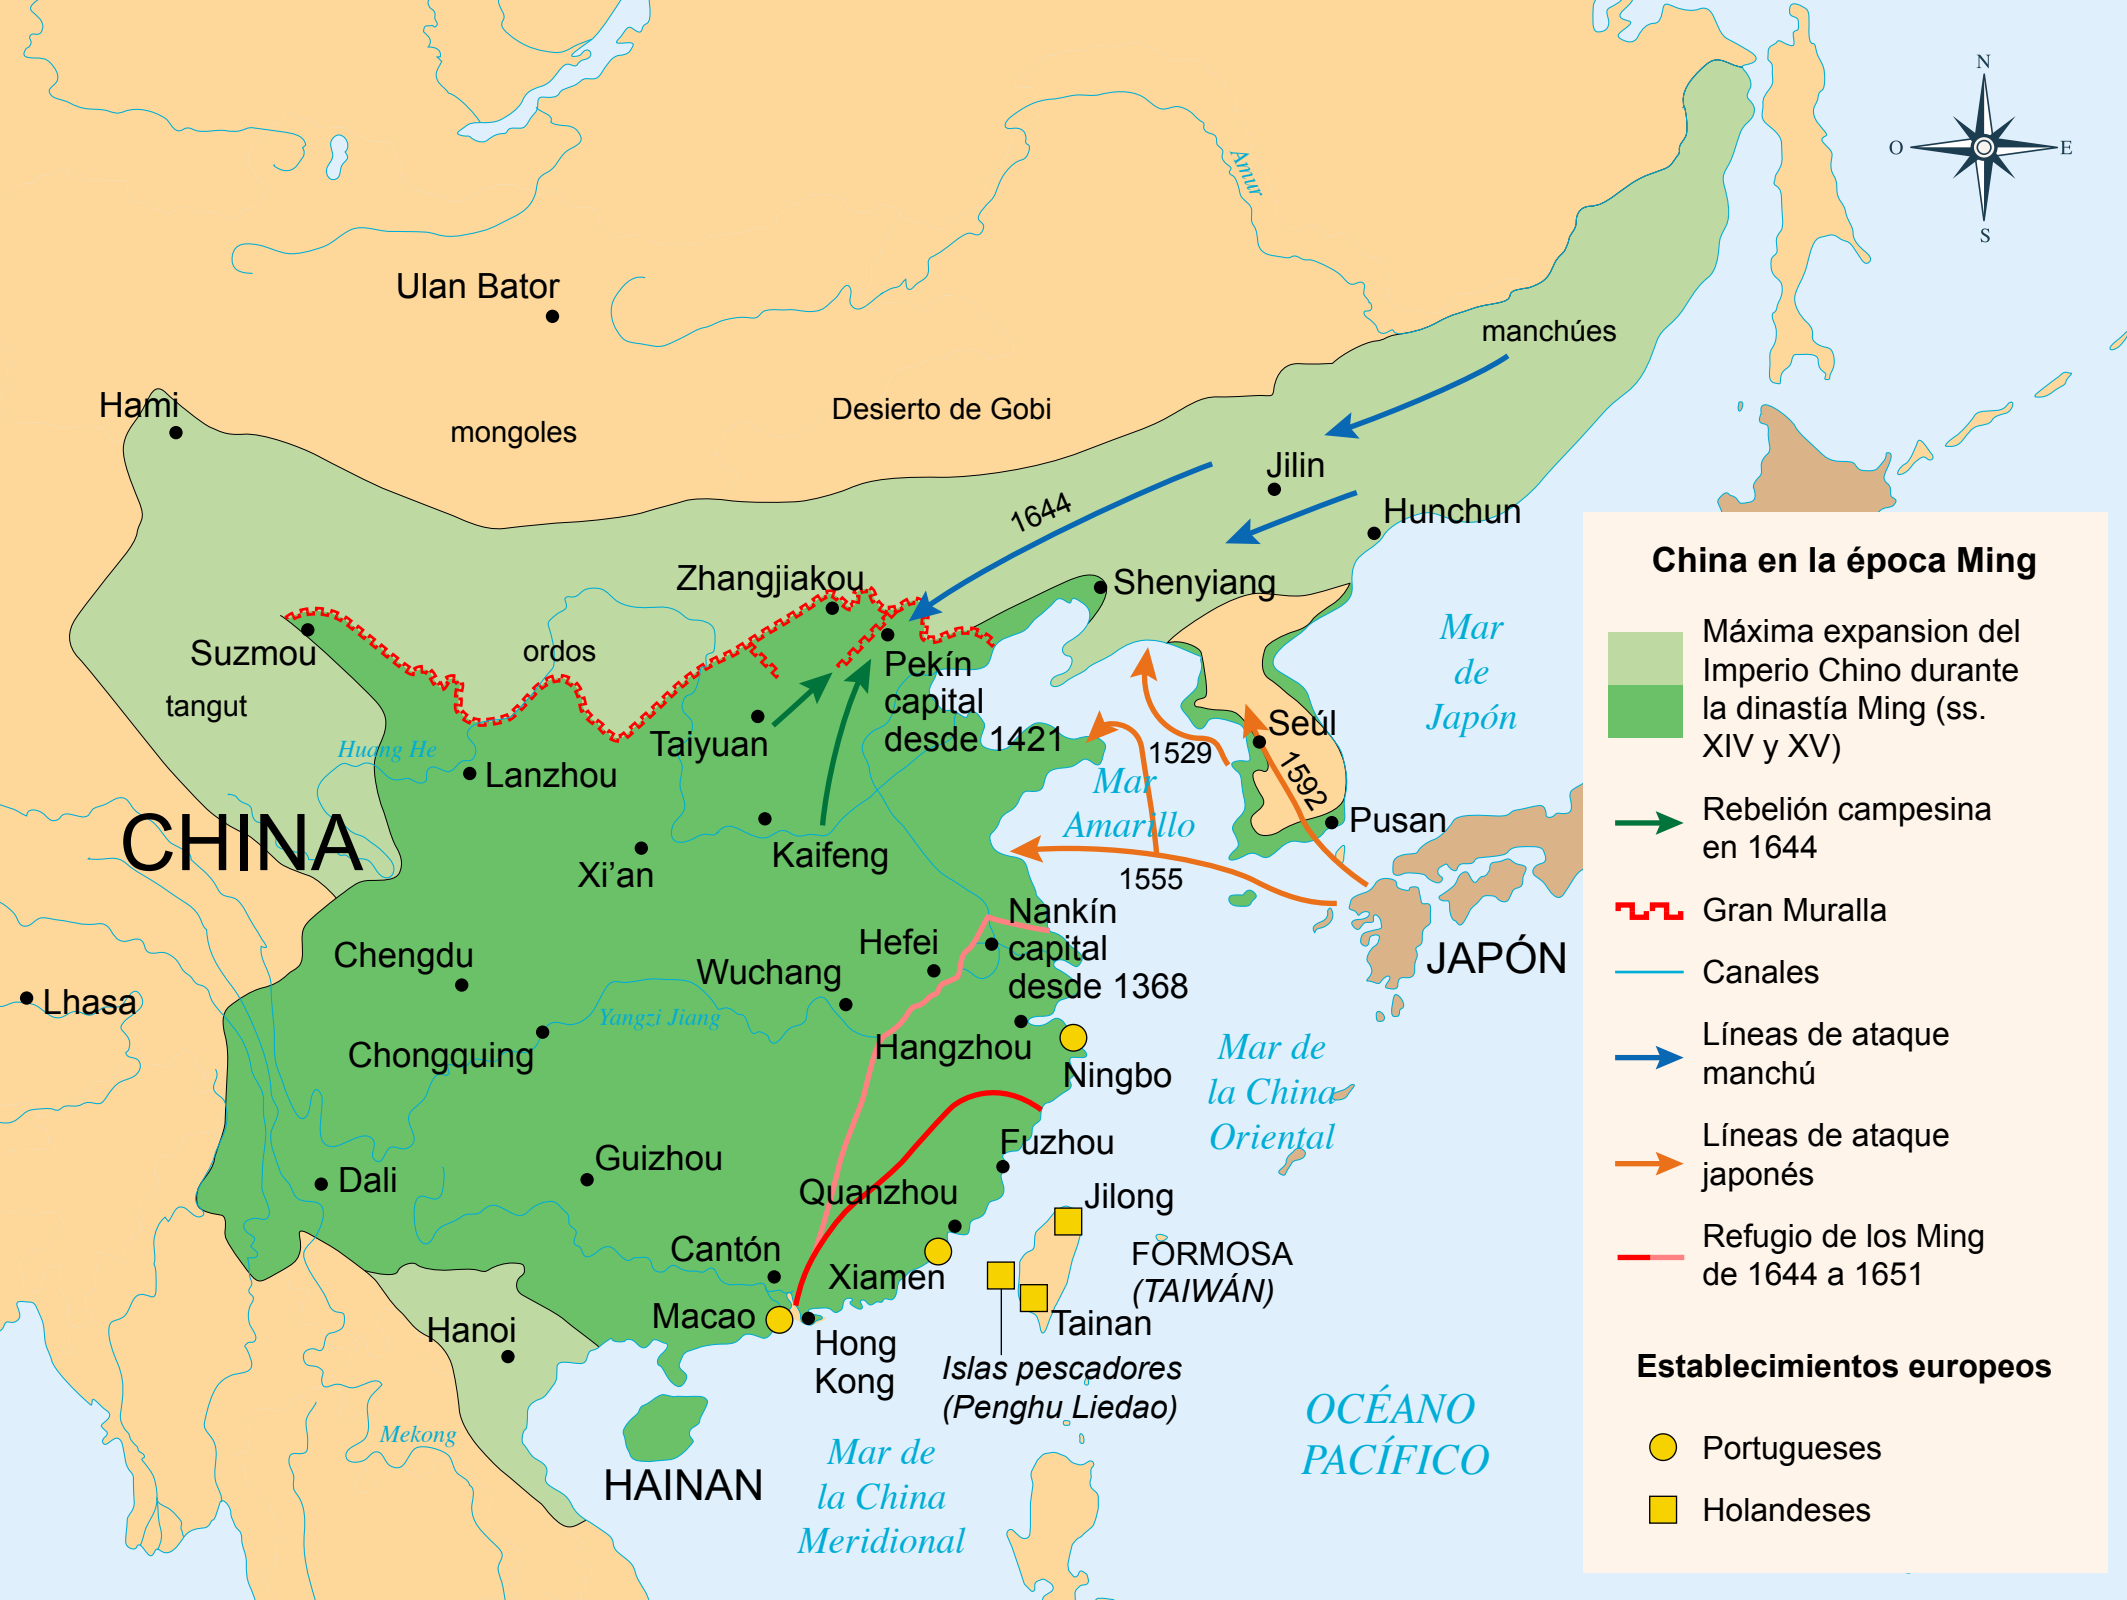 N
O
E
S
Amur
Ulan Bator
manchúes
Hami
mongoles
Desierto de Gobi
Jilin
1644
Hunchun
Zhangjiakou
Shenyiang
Suzmou
ordos
Pekín
capital
desde 1421
tangut
Taiyuan
Huang He
Lanzhou
Seúl
1529
1592
Mar
de
Japón
Mar
Amarillo
CHINA
Pusan
Kaifeng
Xi’an
1555
Nankín
capital
desde 1368
Hefei
Wuchang
Chengdu
JAPÓN
Lhasa
Yangzi Jiang
Chongquing
Hangzhou
Ningbo
Mar de
la China
Oriental
Fuzhou
Guizhou
Dali
Quanzhou
Jilong
Cantón
Xiamen
FORMOSA
(TAIWÁN)
Macao
Hong
Kong
Tainan
Hanoi
Islas pescadores
(Penghu Liedao)
Mekong
HAINAN
Mar de
la China
Meridional
OCÉANO
PACÍFICO
China en la época Ming
Máxima expansion del
Imperio Chino durante
la dinastía Ming (ss.
XIV y XV)
Rebelión campesina
en 1644
Gran Muralla
Canales
Líneas de ataque
manchú
Líneas de ataque
japonés
Refugio de los Ming
de 1644 a 1651
Establecimientos europeos
Portugueses
Holandeses